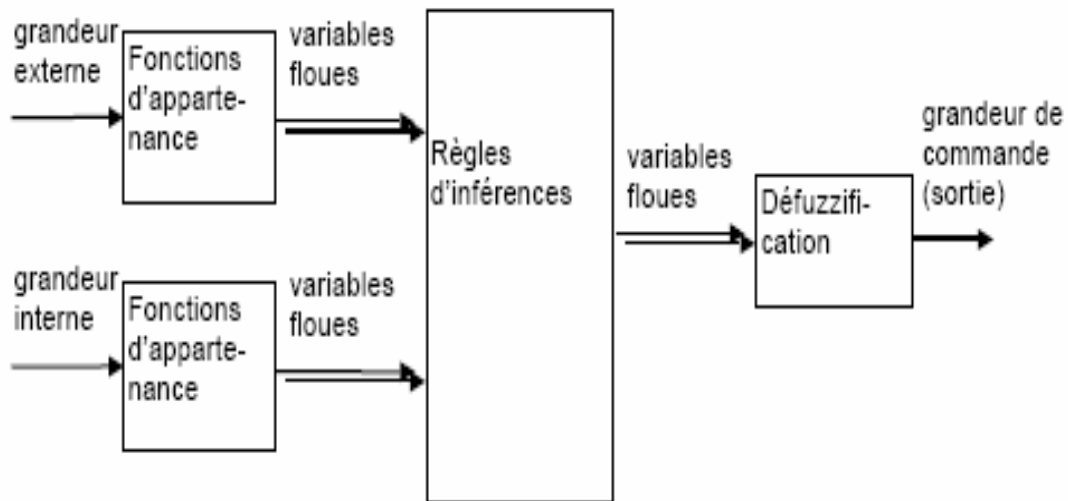 grandeur
externe
Fonctions
d'apparte-
nance
variables
floues
grandeur
interne
Fonctions
d'apparte-
nance
variables
floues
Règles
d'inférences
variables
floues
Défuzzifi-
cation
grandeur de
commande
(sortie)